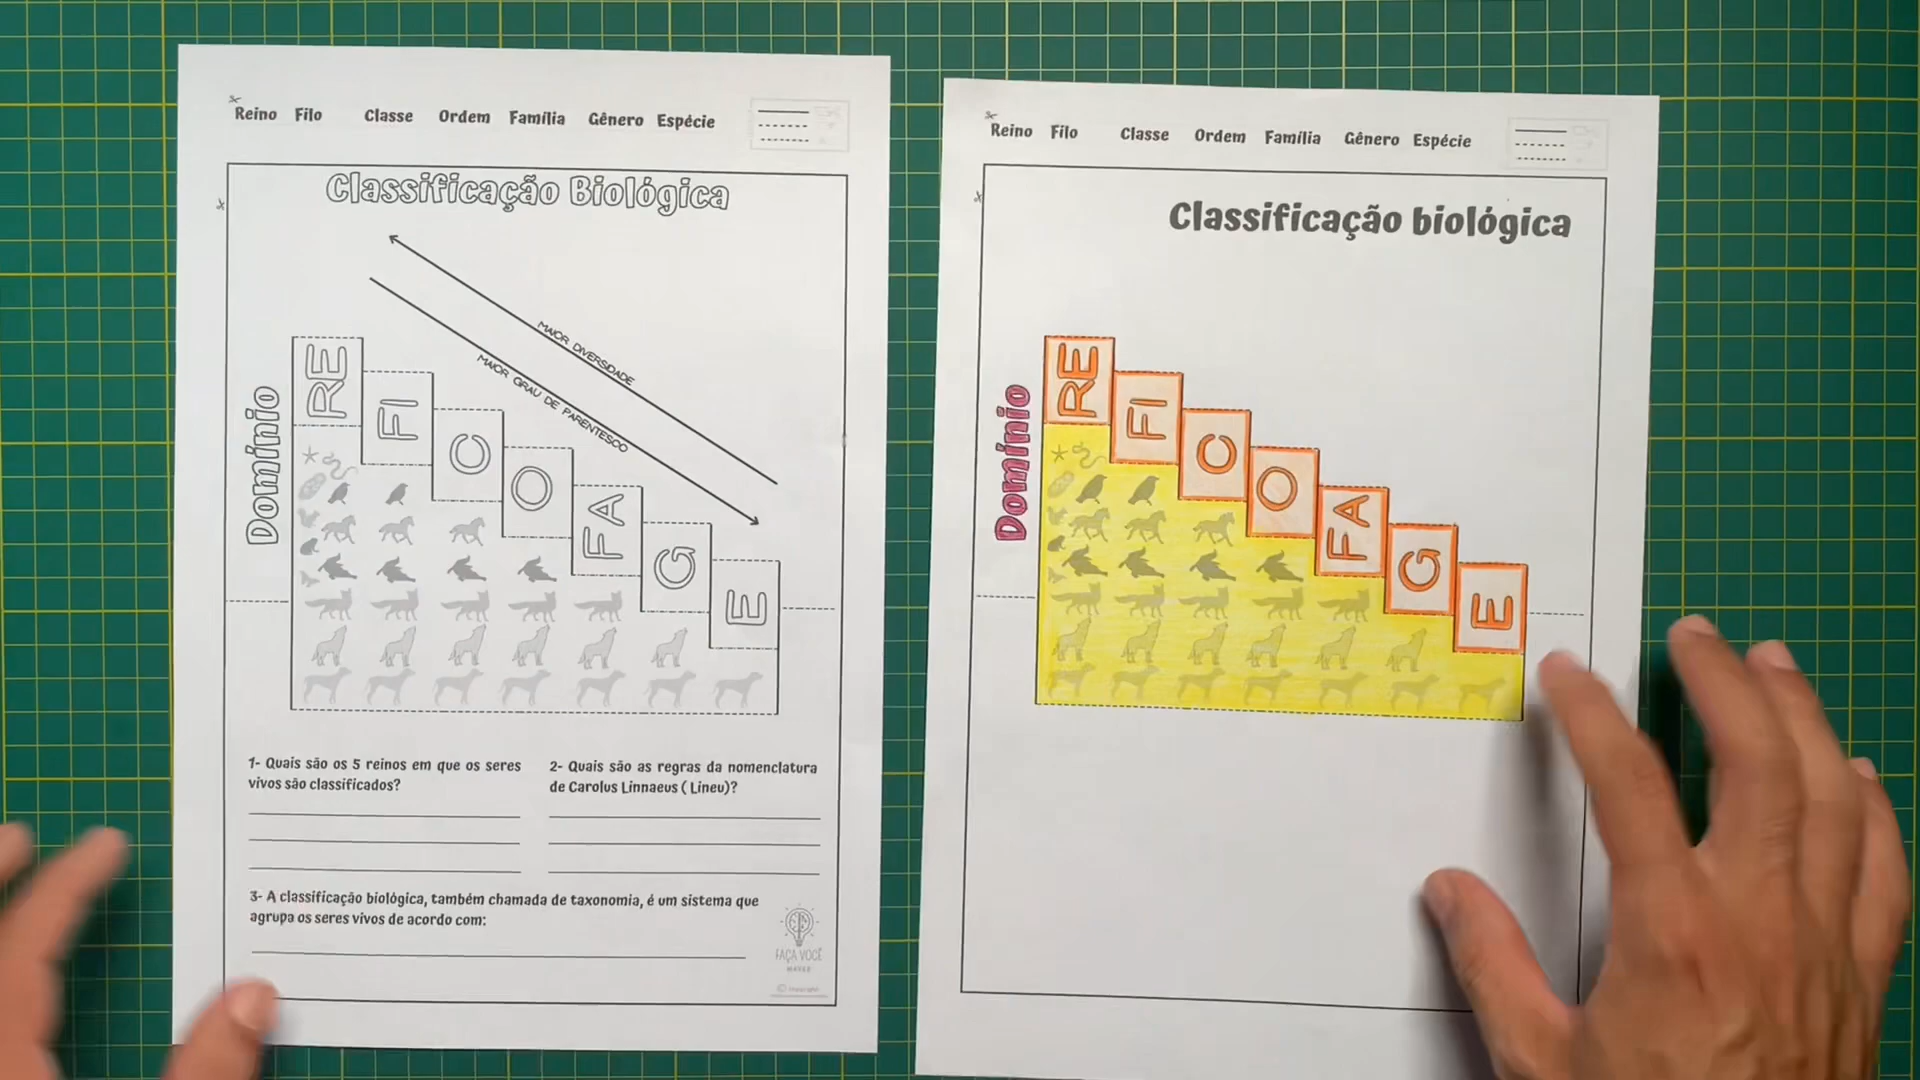 Reino Filo Classe Ordem Família Gênero Espécie
Classificação Biológica
MAIOR DIVERSIDADE
MAIOR GRAU DE PARENTESCO
Domínio
RE
FI
C
O
FA
G
E
1- Quais são os 5 reinos em que os seres
vivos são classificados?
2- Quais são as regras da nomenclatura
de Carolus Linnaeus ( Lineu)?
3- A classificação biológica, também chamada de taxonomia, é um sistema que
agrupa os seres vivos de acordo com:
FAÇA VOCÊ
Reino Filo Classe Ordem Família Gênero Espécie
Classificação biológica
Domínio
RE
FI
C
O
FA
G
E